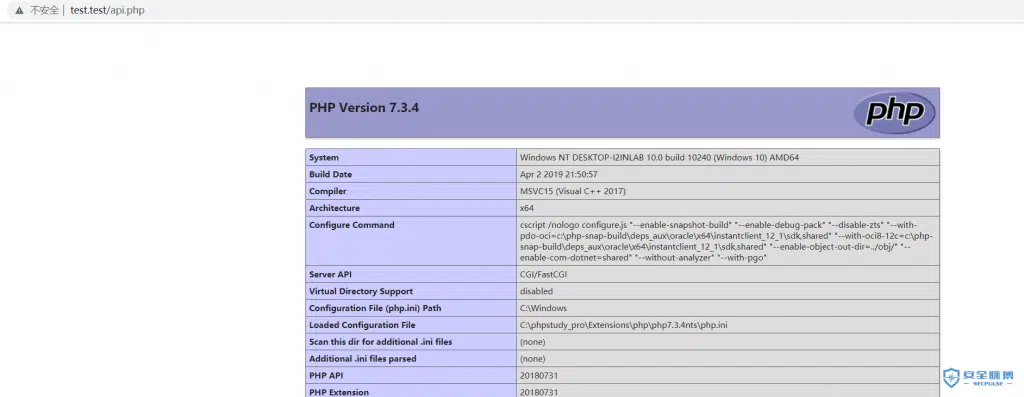 不安全 | test.test/api.php
PHP Version 7.3.4
php
System Windows NT DESKTOP-I2INLAB 10.0 build 10240 (Windows 10) AMD64
Build Date Apr 2 2019 21:50:57
Compiler MSVC15 (Visual C++ 2017)
Architecture x64
Configure Command cscript /nologo configure.js "--enable-snapshot-build" "--enable-debug-pack" "--disable-zts" "--with-
pdo-oci=c:\php-snap-build\deps_aux\oracle\x64\instantclient_12_1\sdk,shared" "--with-oci8-12c=c:\php-
snap-build\deps_aux\oracle\x64\instantclient_12_1\sdk,shared" "--enable-object-out-dir=../obj/" "--
enable-com-dotnet=shared" "--without-analyzer" "--with-pgo"
Server API CGI/FastCGI
Virtual Directory Support disabled
Configuration File (php.ini) Path C:\Windows
Loaded Configuration File C:\phpstudy_pro\Extensions\php\php7.3.4nts\php.ini
Scan this dir for additional .ini files (none)
Additional .ini files parsed (none)
PHP API 20180731
PHP Extension 20180731
安全脉搏
SECPULSE